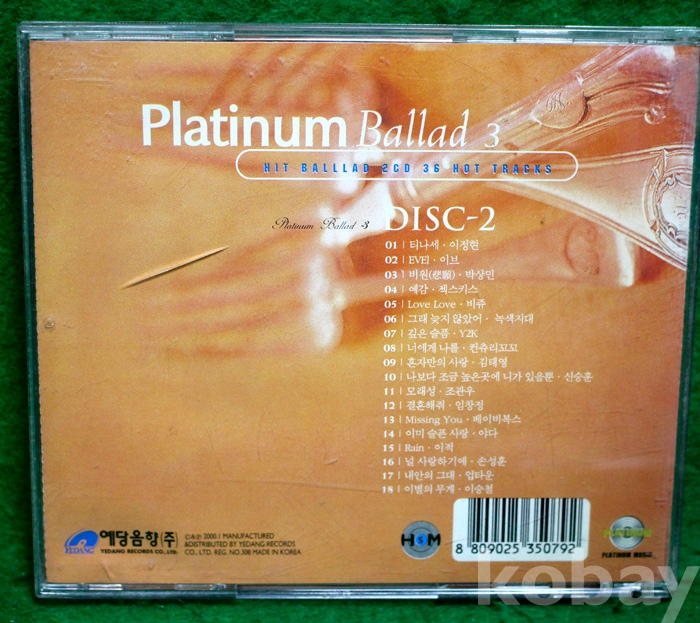 Platinum Ballad 3
HIT BALLLAD 2CD 36 HOT TRACKS
Platinum Ballad 3
DISC-2
01 | 티나세 · 이정현
02 | EVE] · 이브
03 | 비원(悲願) · 박상민
04 | 예감 · 젝스키스
05 | Love Love · 비쥬
06 | 그래 늦지 않았어 · 녹색지대
07 | 깊은 슬픔 · Y2K
08 | 너에게 나를 · 컨츄리꼬꼬
09 | 혼자만의 사랑 · 김태영
10 | 나보다 조금 높은곳에 니가 있을뿐 · 신승훈
11 | 모래성 · 조관우
12 | 결혼해줘 · 임창정
13 | Missing You · 베이비복스
14 | 이미 슬픈 사랑 · 야다
15 | Rain · 이적
16 | 널 사랑하기에 · 손성훈
17 | 내안의 그대 · 업타운
18 | 이별의 무게 · 이승철
YEDANG
예당음향(주)
YEDANG RECORDS CO., LTD.
©&℗ 2000.1 MANUFACTURED
&DISTRIBUTED BY YEDANG RECORDS
CO., LTD. REG. NO.308 MADE IN KOREA
HSM
8 809025 350792
PLATINUM
PLATINUM MUSIC
kobay